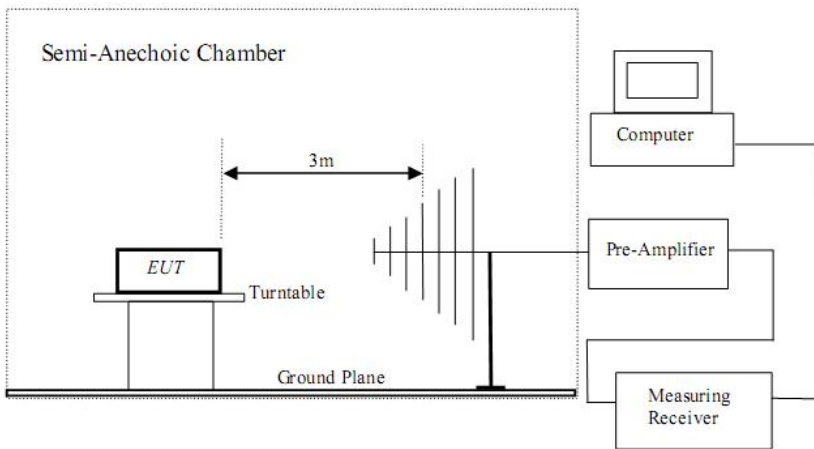 Semi-Anechoic Chamber
3m
EUT
Turntable
Ground Plane
Computer
Pre-Amplifier
Measuring
Receiver